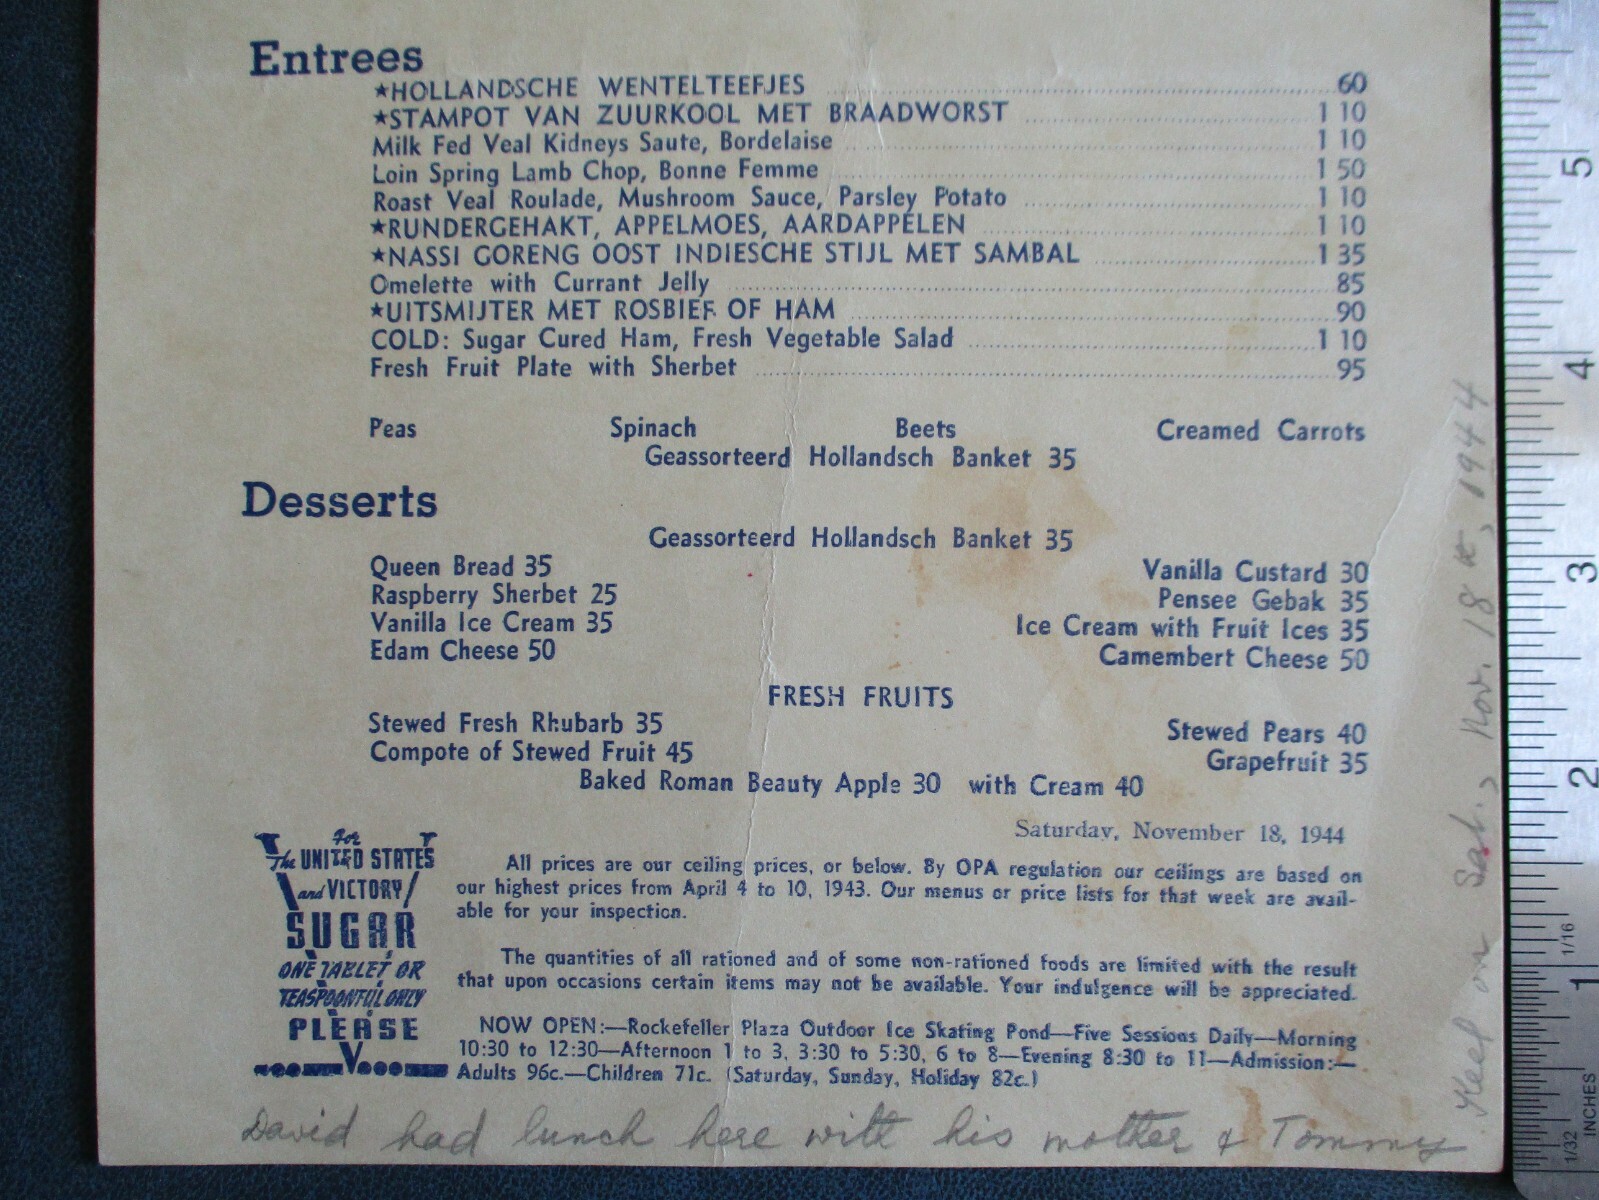 Entrees
★HOLLANDSCHE WENTELTEEFJES 60
★STAMPOT VAN ZUURKOOL MET BRAADWORST 1 10
Milk Fed Veal Kidneys Saute, Bordelaise 1 10
Loin Spring Lamb Chop, Bonne Femme 1 50
Roast Veal Roulade, Mushroom Sauce, Parsley Potato 1 10
★RUNDERGEHAKT, APPELMOES, AARDAPPELEN 1 10
★NASSI GORENG OOST INDIESCHE STIJL MET SAMBAL 1 35
Omelette with Currant Jelly 85
★UITSMIJTER MET ROSBIEF OF HAM 90
COLD: Sugar Cured Ham, Fresh Vegetable Salad 1 10
Fresh Fruit Plate with Sherbet 95
Peas Spinach Beets Creamed Carrots
Geassorteerd Hollandsch Banket 35
Desserts
Geassorteerd Hollandsch Banket 35
Queen Bread 35 Vanilla Custard 30
Raspberry Sherbet 25 Pensee Gebak 35
Vanilla Ice Cream 35 Ice Cream with Fruit Ices 35
Edam Cheese 50 Camembert Cheese 50
FRESH FRUITS
Stewed Fresh Rhubarb 35 Stewed Pears 40
Compote of Stewed Fruit 45 Grapefruit 35
Baked Roman Beauty Apple 30 with Cream 40
Saturday, November 18, 1944
For
The UNITED STATES
and VICTORY
SUGAR
ONE TABLET OR
TEASPOONFUL ONLY
PLEASE
V
All prices are our ceiling prices, or below. By OPA regulation our ceilings are based on
our highest prices from April 4 to 10, 1943. Our menus or price lists for that week are avail-
able for your inspection.
The quantities of all rationed and of some non-rationed foods are limited with the result
that upon occasions certain items may not be available. Your indulgence will be appreciated.
NOW OPEN:—Rockefeller Plaza Outdoor Ice Skating Pond—Five Sessions Daily—Morning
10:30 to 12:30—Afternoon 1 to 3, 3:30 to 5:30, 6 to 8—Evening 8:30 to 11—Admission:—
Adults 96c.—Children 71c. (Saturday, Sunday, Holiday 82c.)
David had lunch here with his mother & Tommy
on Sat., Nov. 18th, 1944
5
4
3
2
1
1/16
1/32
INCHES